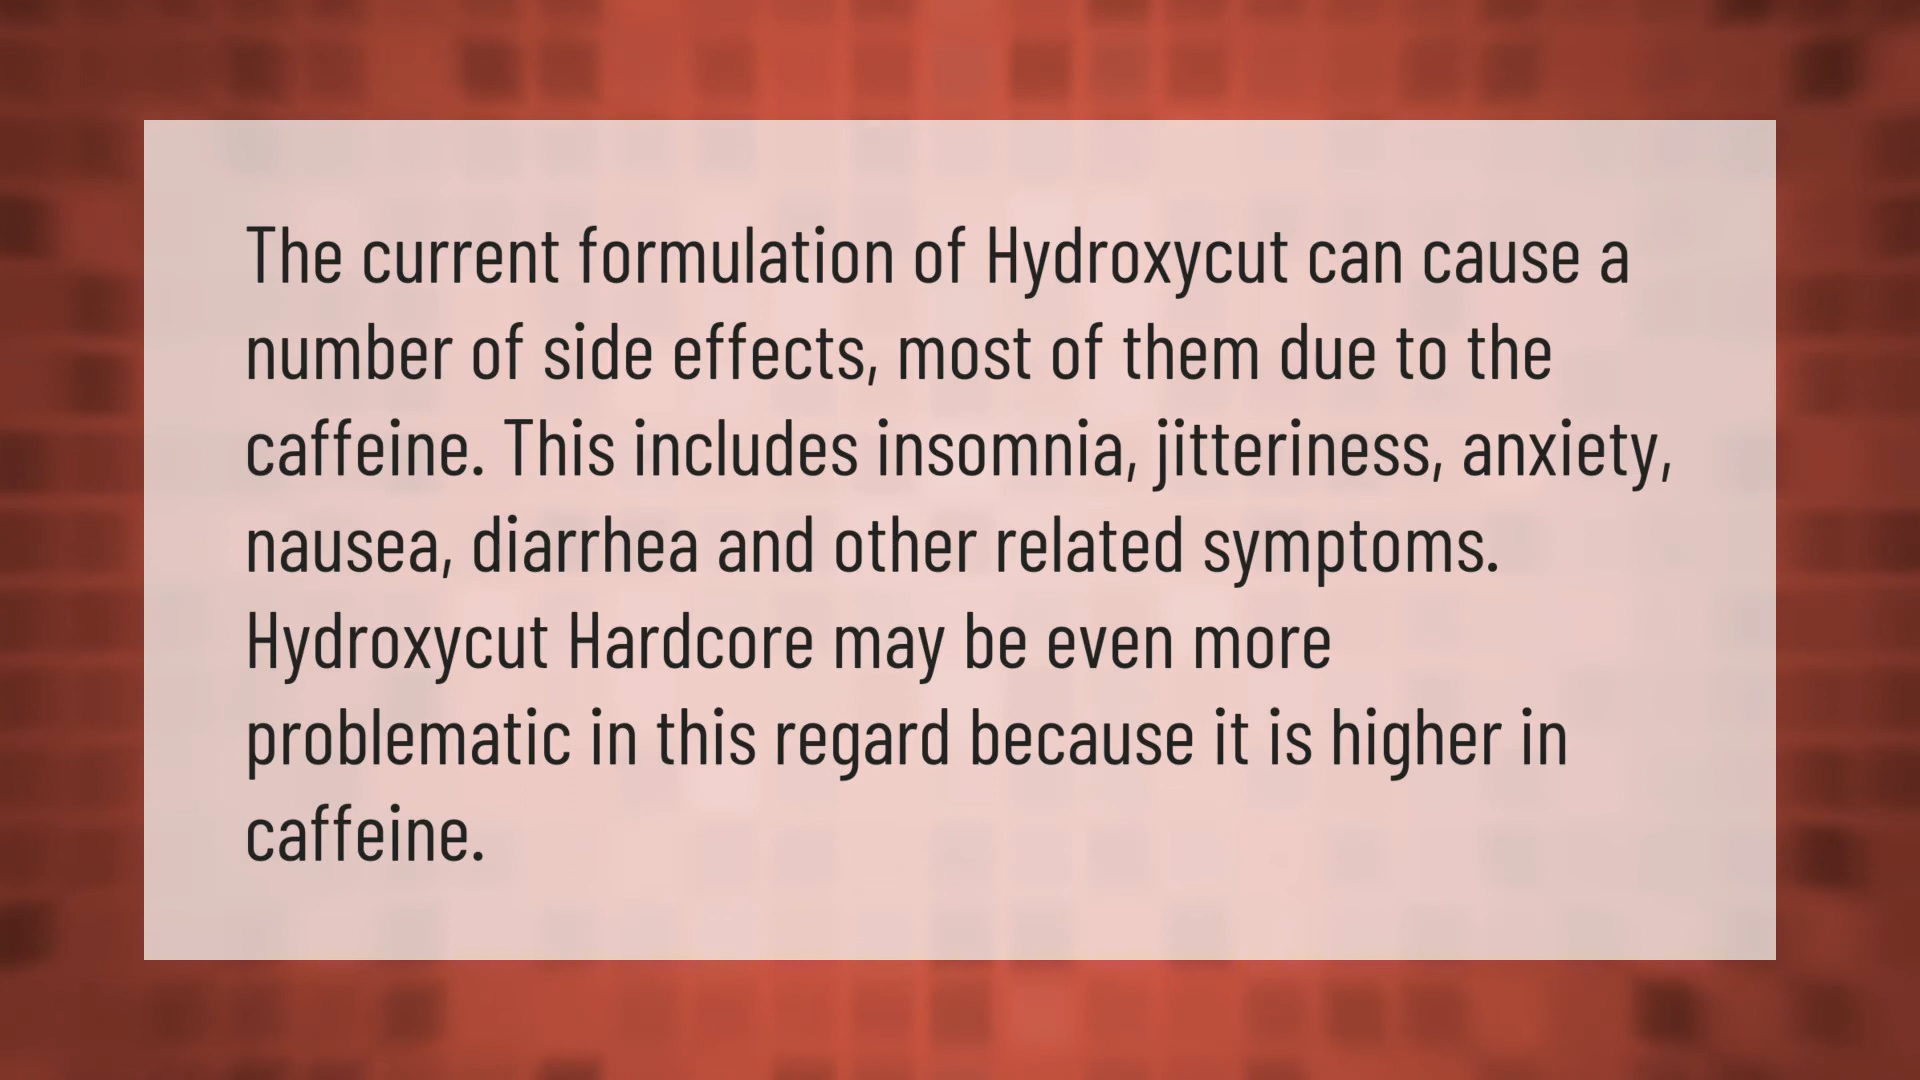 The current formulation of Hydroxycut can cause a
number of side effects, most of them due to the
caffeine. This includes insomnia, jitteriness, anxiety,
nausea, diarrhea and other related symptoms.
Hydroxycut Hardcore may be even more
problematic in this regard because it is higher in
caffeine.